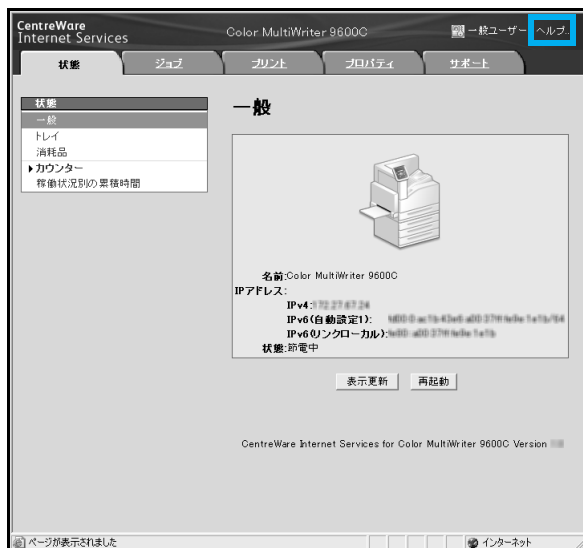 CentreWare
Internet Services
Color MultiWriter 9600C
一般ユーザー
ヘルプ...
状態
ジョブ
プリント
プロパティ
サポート
状態
一般
トレイ
消耗品
カウンター
稼働状況別の累積時間
一般
名前:Color MultiWriter 9600C
IPアドレス:
IPv4:
IPv6(自動設定1):
IPv6(リンクローカル):
状態:節電中
表示更新
再起動
CentreWare Internet Services for Color MultiWriter 9600C Version
ページが表示されました
インターネット